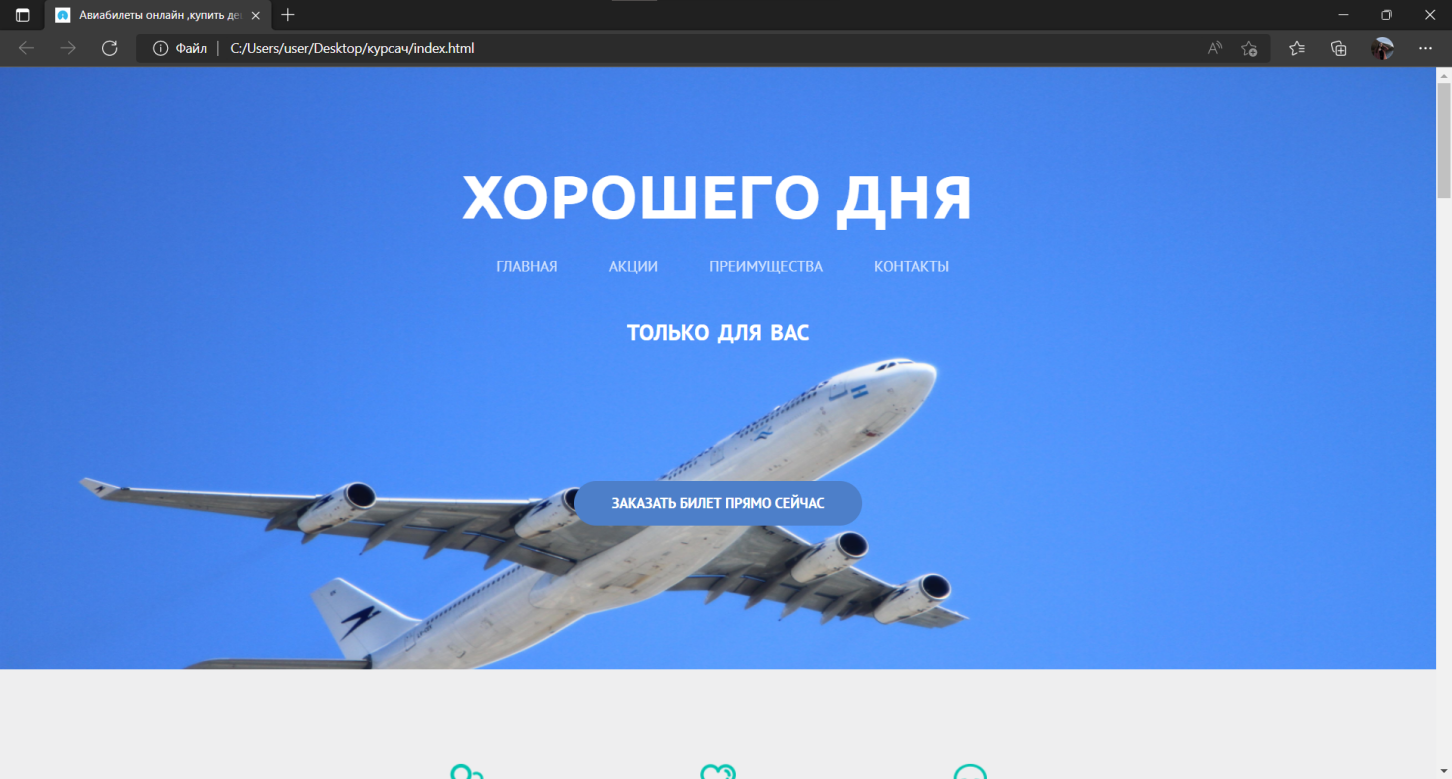 Авиабилеты онлайн ,купить де
Файл
C:/Users/user/Desktop/курсач/index.html
ХОРОШЕГО ДНЯ
ГЛАВНАЯ АКЦИИ ПРЕИМУЩЕСТВА КОНТАКТЫ
ТОЛЬКО ДЛЯ ВАС
ЗАКАЗАТЬ БИЛЕТ ПРЯМО СЕЙЧАС